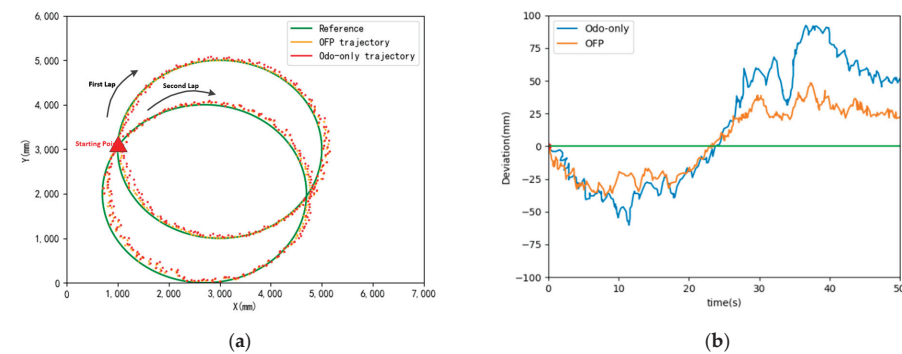 6,000
5,000
4,000
3,000
2,000
1,000
0
Y(mm)
0
1,000
2,000
3,000
4,000
5,000
6,000
7,000
X(mm)
Reference
OFP trajectory
Odo-only trajectory
First Lap
Second Lap
Starting Point
(a)
100
75
50
25
0
−25
−50
−75
−100
Deviation(mm)
0
10
20
30
40
50
time(s)
Odo-only
OFP
(b)